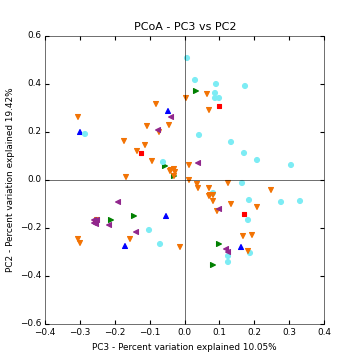 PCoA - PC3 vs PC2
0.6
0.4
0.2
0.0
−0.2
−0.4
−0.6
PC2 - Percent variation explained 19.42%
−0.4 −0.3 −0.2 −0.1 0.0 0.1 0.2 0.3 0.4
PC3 - Percent variation explained 10.05%